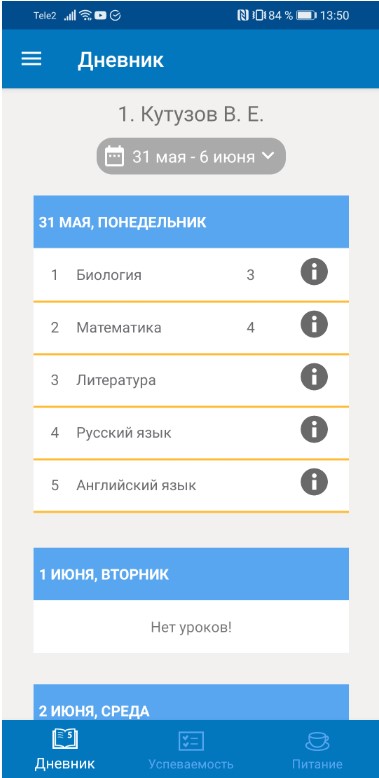 Tele2 84 % 13:50
Дневник
1. Кутузов В. Е.
31 мая - 6 июня
31 МАЯ, ПОНЕДЕЛЬНИК
1 Биология 3
2 Математика 4
3 Литература
4 Русский язык
5 Английский язык
1 ИЮНЯ, ВТОРНИК
Нет уроков!
2 ИЮНЯ, СРЕДА
Дневник Успеваемость Питание